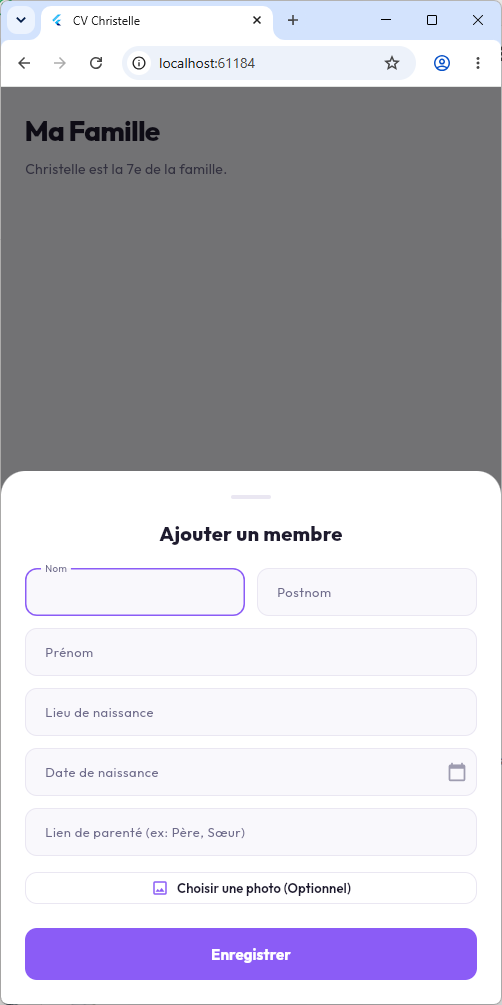 CV Christelle
localhost:61184
Ma Famille
Christelle est la 7e de la famille.
Ajouter un membre
Nom
Postnom
Prénom
Lieu de naissance
Date de naissance
Lien de parenté (ex: Père, Sœur)
Choisir une photo (Optionnel)
Enregistrer